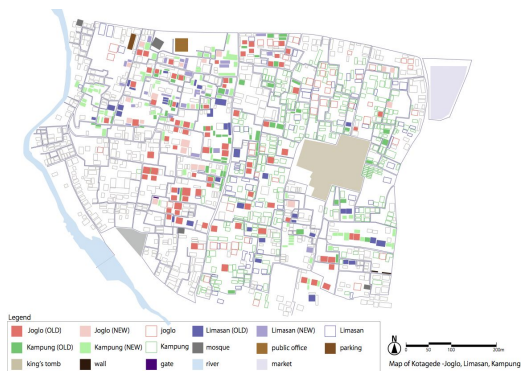 Legend
Joglo (OLD) Joglo (NEW) joglo Limasan (OLD) Limasan (NEW) Limasan
Kampung (OLD) Kampung (NEW) Kampung mosque public office parking
king's tomb wall gate river market
N
0 50 100 200m
Map of Kotagede -Joglo, Limasan, Kampung